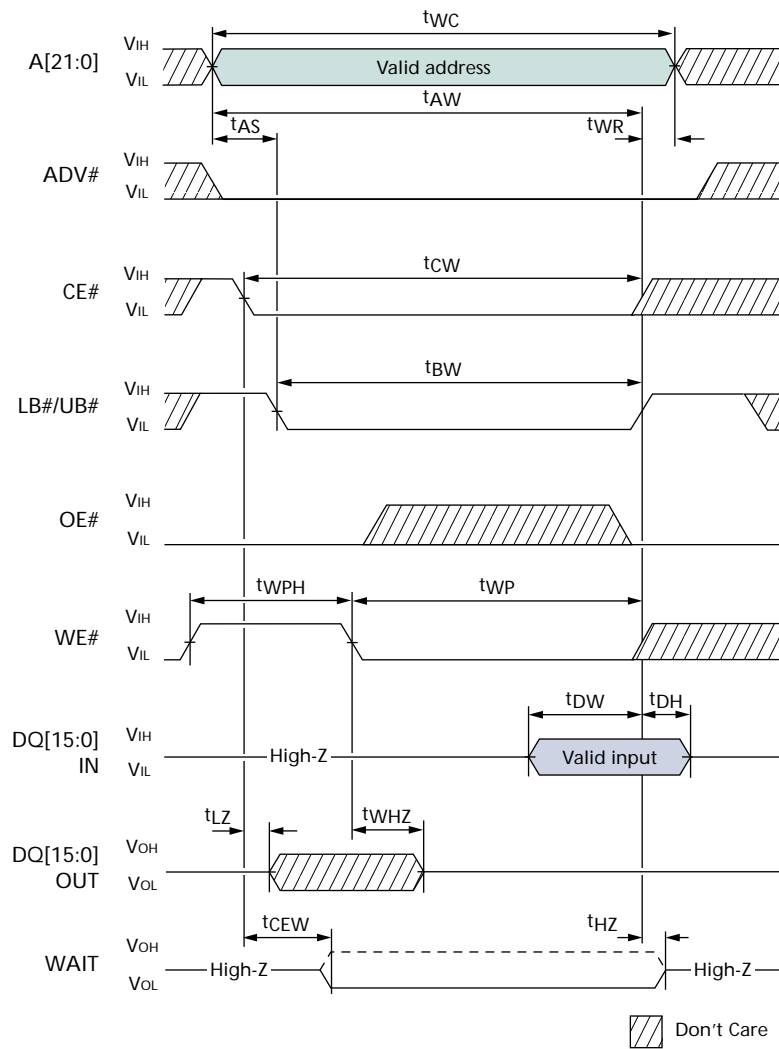 tWC
A[21:0]
VIH
VIL
Valid address
tAW
tAS
tWR
ADV#
VIH
VIL
CE#
VIH
VIL
tCW
LB#/UB#
VIH
VIL
tBW
OE#
VIH
VIL
tWPH
tWP
WE#
VIH
VIL
tDW
tDH
DQ[15:0]
IN
VIH
VIL
High-Z
Valid input
tLZ
tWHZ
DQ[15:0]
OUT
VOH
VOL
tCEW
tHZ
WAIT
VOH
VOL
High-Z
High-Z
Don't Care